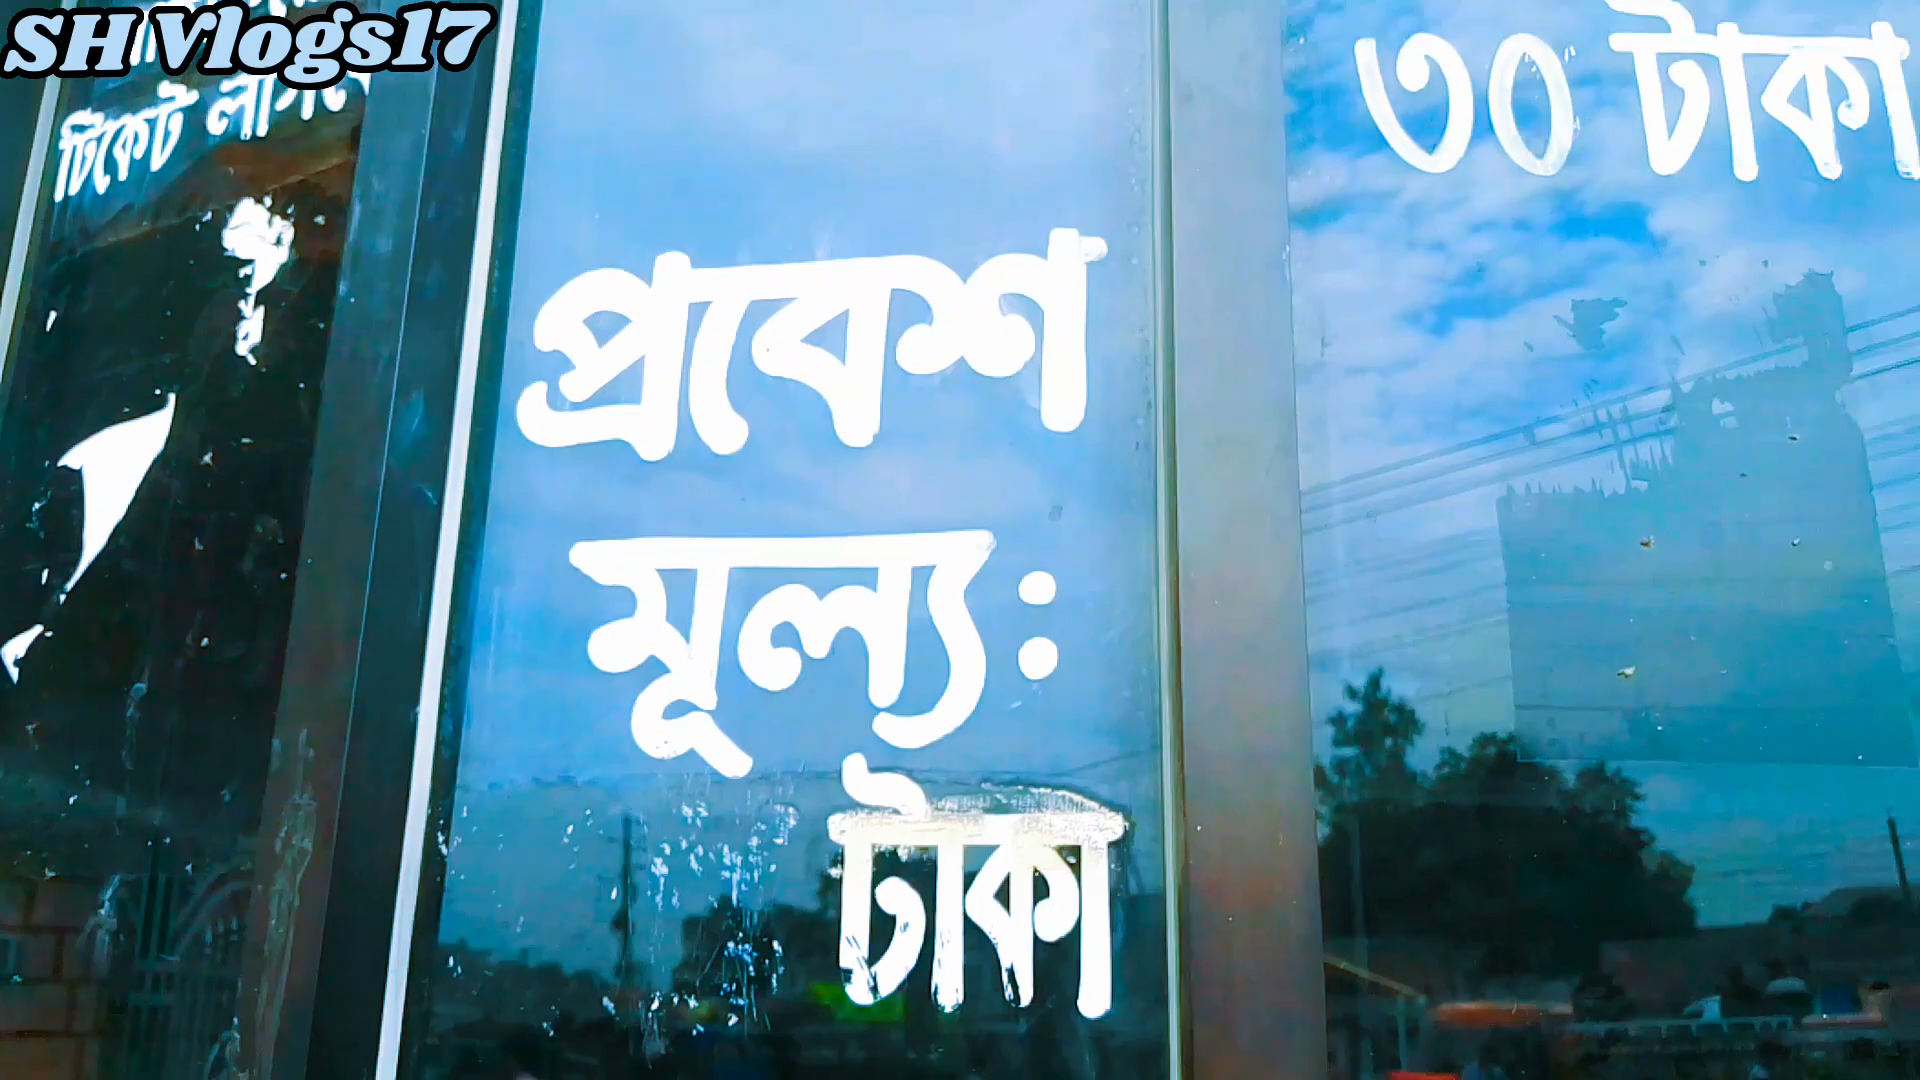 SH Vlogs17
টিকেট
৩০ টাকা
প্রবেশ
মূল্য:
টাকা